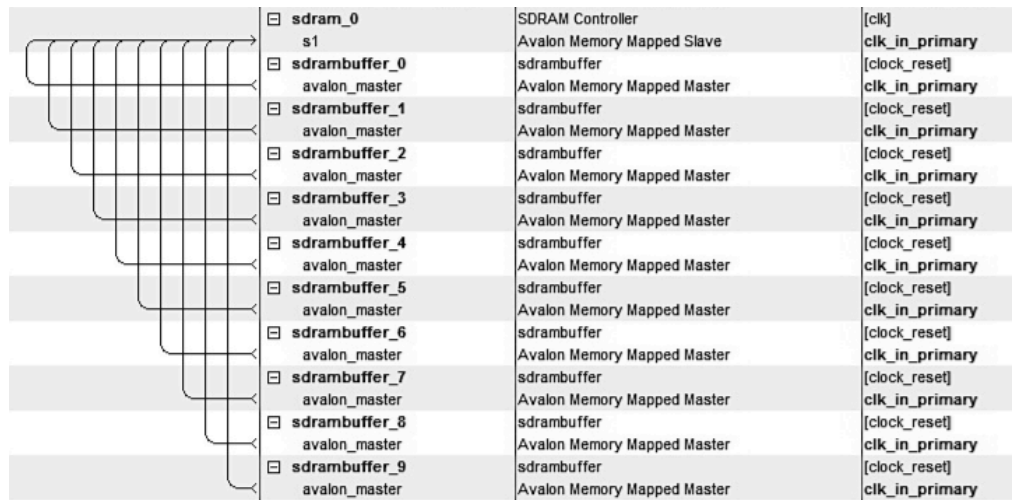 sdram_0 SDRAM Controller [clk]
s1 Avalon Memory Mapped Slave clk_in_primary
sdrambuffer_0 sdrambuffer [clock_reset]
avalon_master Avalon Memory Mapped Master clk_in_primary
sdrambuffer_1 sdrambuffer [clock_reset]
avalon_master Avalon Memory Mapped Master clk_in_primary
sdrambuffer_2 sdrambuffer [clock_reset]
avalon_master Avalon Memory Mapped Master clk_in_primary
sdrambuffer_3 sdrambuffer [clock_reset]
avalon_master Avalon Memory Mapped Master clk_in_primary
sdrambuffer_4 sdrambuffer [clock_reset]
avalon_master Avalon Memory Mapped Master clk_in_primary
sdrambuffer_5 sdrambuffer [clock_reset]
avalon_master Avalon Memory Mapped Master clk_in_primary
sdrambuffer_6 sdrambuffer [clock_reset]
avalon_master Avalon Memory Mapped Master clk_in_primary
sdrambuffer_7 sdrambuffer [clock_reset]
avalon_master Avalon Memory Mapped Master clk_in_primary
sdrambuffer_8 sdrambuffer [clock_reset]
avalon_master Avalon Memory Mapped Master clk_in_primary
sdrambuffer_9 sdrambuffer [clock_reset]
avalon_master Avalon Memory Mapped Master clk_in_primary